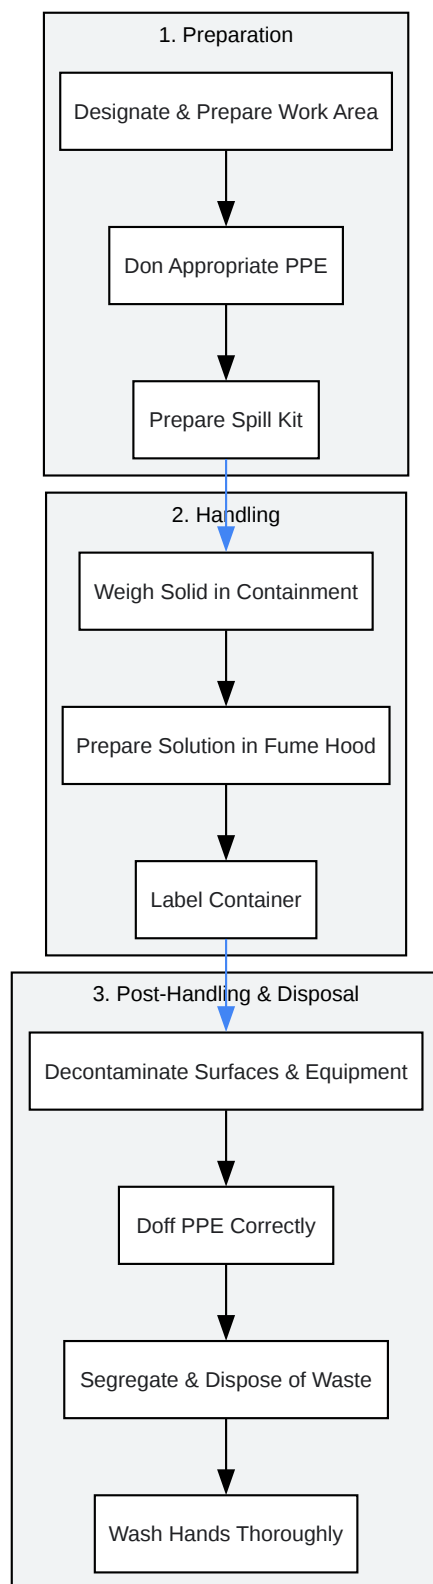 1. Preparation
Designate & Prepare Work Area
Don Appropriate PPE
Prepare Spill Kit
2. Handling
Weigh Solid in Containment
Prepare Solution in Fume Hood
Label Container
3. Post-Handling & Disposal
Decontaminate Surfaces & Equipment
Doff PPE Correctly
Segregate & Dispose of Waste
Wash Hands Thoroughly